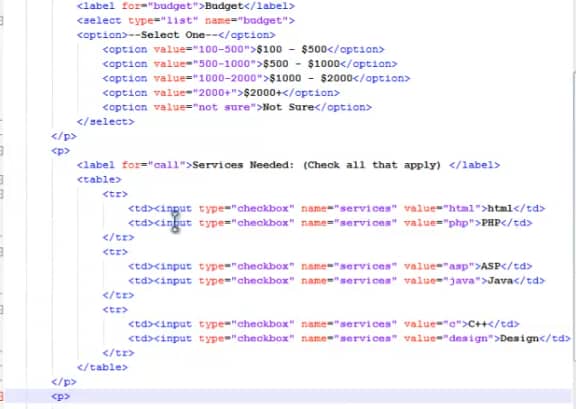 <label for="budget">Budget</label>
<select type="list" name="budget">
<option>--Select One--</option>
<option value="100-500">$100 - $500</option>
<option value="500-1000">$500 - $1000</option>
<option value="1000-2000">$1000 - $2000</option>
<option value="2000+">$2000+</option>
<option value="not sure">Not Sure</option>
</select>
</p>
<p>
<label for="call">Services Needed: (Check all that apply) </label>
<table>
<tr>
<td><input type="checkbox" name="services" value="html">html</td>
<td><input type="checkbox" name="services" value="php">PHP</td>
</tr>
<tr>
<td><input type="checkbox" name="services" value="asp">ASP</td>
<td><input type="checkbox" name="services" value="java">Java</td>
</tr>
<tr>
<td><input type="checkbox" name="services" value="c">C++</td>
<td><input type="checkbox" name="services" value="design">Design</td>
</tr>
</table>
</p>
<p>